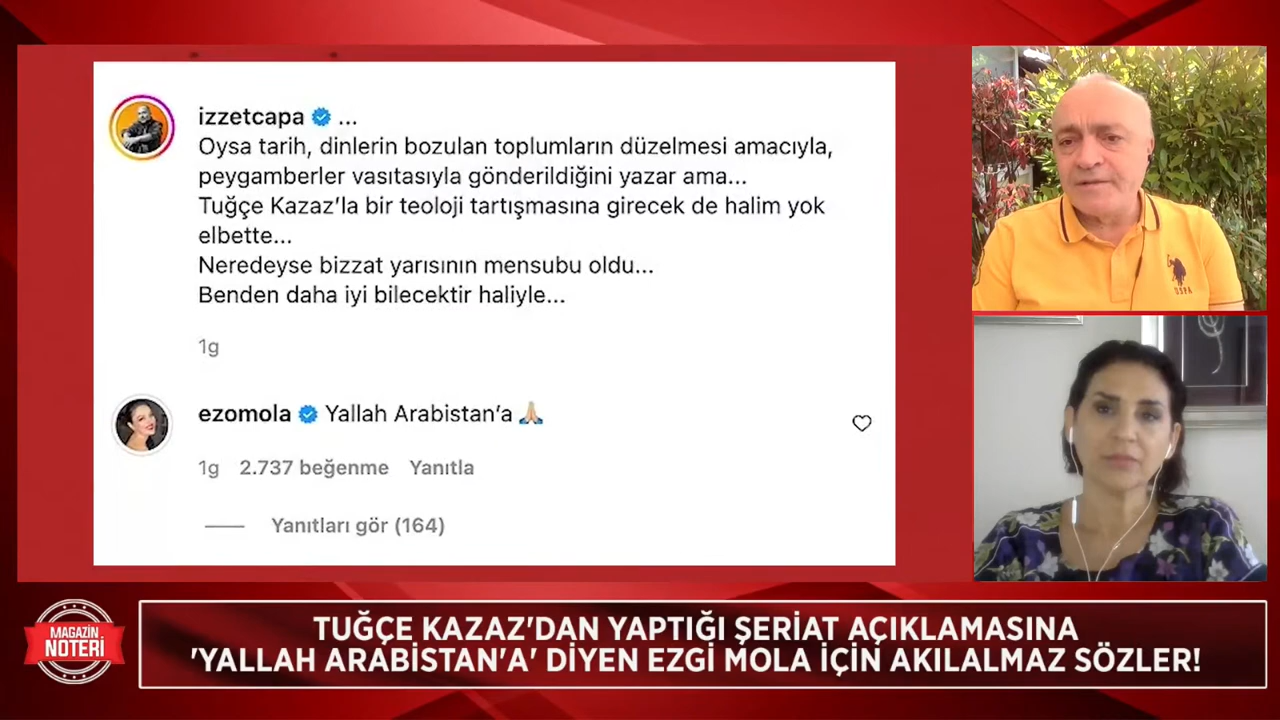 izzetcapa ...
Oysa tarih, dinlerin bozulan toplumların düzelmesi amacıyla,
peygamberler vasıtasıyla gönderildiğini yazar ama...
Tuğçe Kazaz’la bir teoloji tartışmasına girecek de halim yok
elbette...
Neredeyse bizzat yarısının mensubu oldu...
Benden daha iyi bilecektir haliyle...
1g
ezomola Yallah Arabistan’a 🙏🏼
1g 2.737 beğenme Yanıtla
Yanıtları gör (164)
USPA
MAGAZİN
NOTERİ
TUĞÇE KAZAZ'DAN YAPTIĞI ŞERİAT AÇIKLAMASINA
'YALLAH ARABİSTAN'A' DİYEN EZGİ MOLA İÇİN AKILALMAZ SÖZLER!